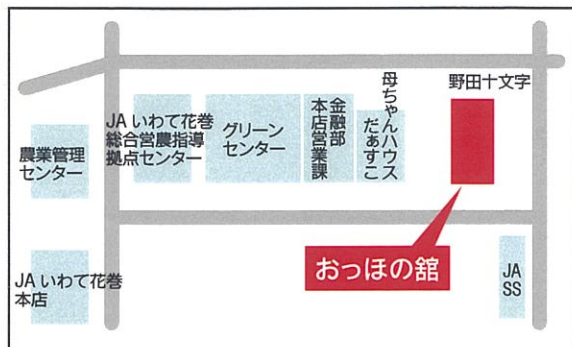 野田十文字
農業管理
センター
JAいわて花巻
総合営農指導
拠点センター
グリーン
センター
金融部
本店営業課
母ちゃんハウス
だぁすこ
おっほの舘
JAいわて花巻
本店
JA
SS